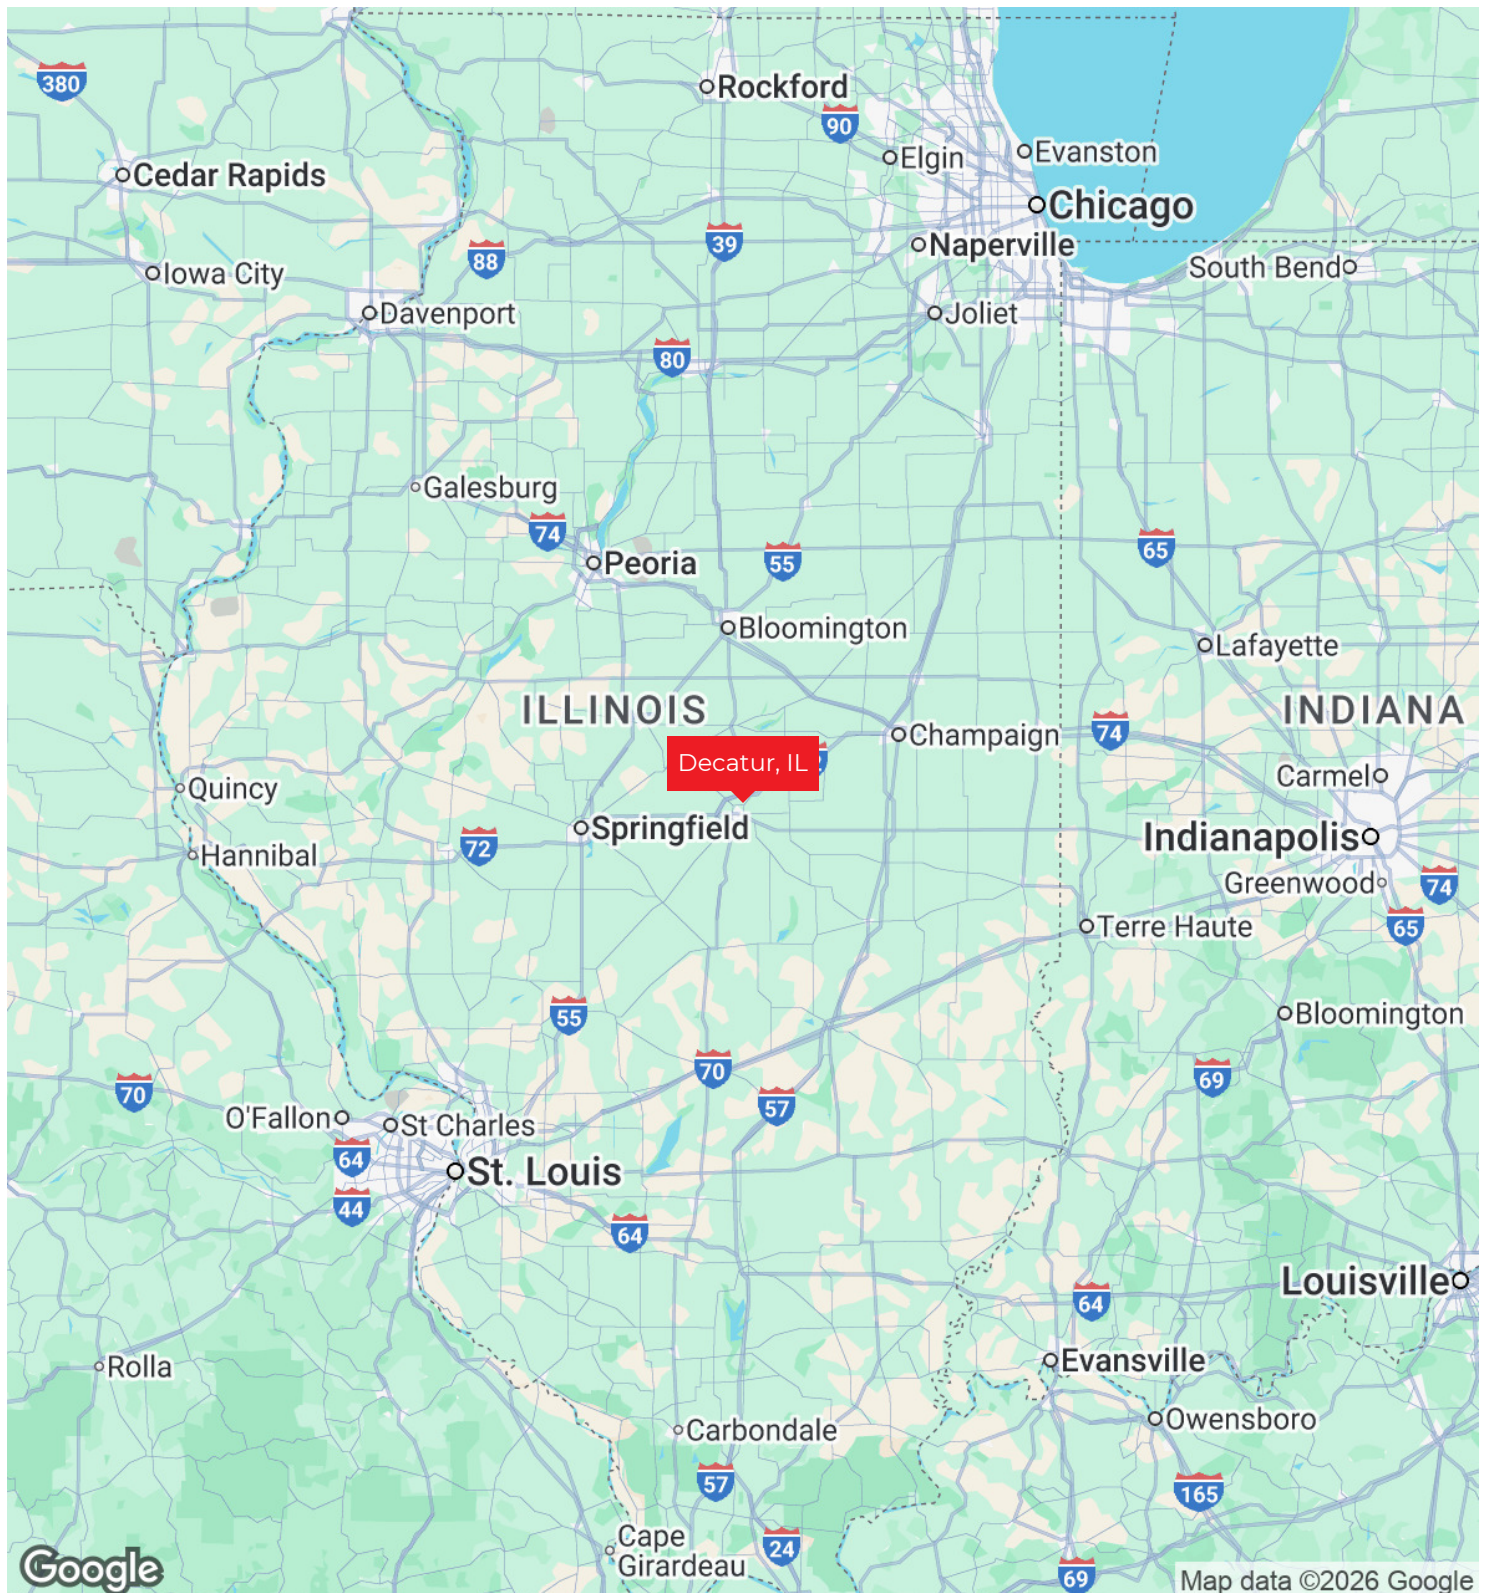 380
Rockford
90
Elgin
Evanston
Cedar Rapids
Chicago
39
Naperville
88
South Bend
Iowa City
Davenport
Joliet
80
Galesburg
74
Peoria
55
65
Bloomington
Lafayette
ILLINOIS
INDIANA
Champaign
74
Decatur, IL
Carmel
Quincy
Springfield
Indianapolis
72
Hannibal
Greenwood
74
Terre Haute
65
55
Bloomington
70
69
70
57
O'Fallon
St Charles
64
St. Louis
44
64
Louisville
64
Evansville
Rolla
Owensboro
Carbondale
57
165
Cape
Girardeau
24
69
Google
Map data ©2026 Google